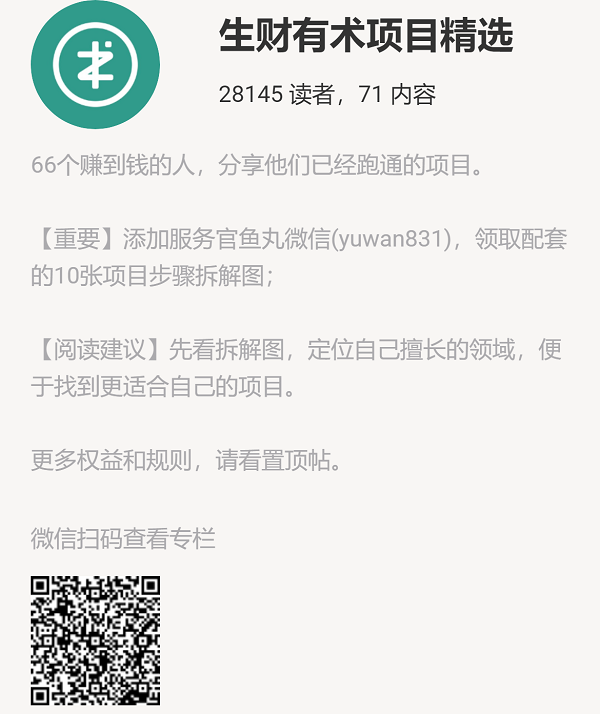 生财有术项目精选
28145 读者，71 内容
66个赚到钱的人，分享他们已经跑通的项目。
【重要】添加服务官鱼丸微信(yuwan831)，领取配套
的10张项目步骤拆解图；
【阅读建议】先看拆解图，定位自己擅长的领域，便
于找到更适合自己的项目。
更多权益和规则，请看置顶帖。
微信扫码查看专栏